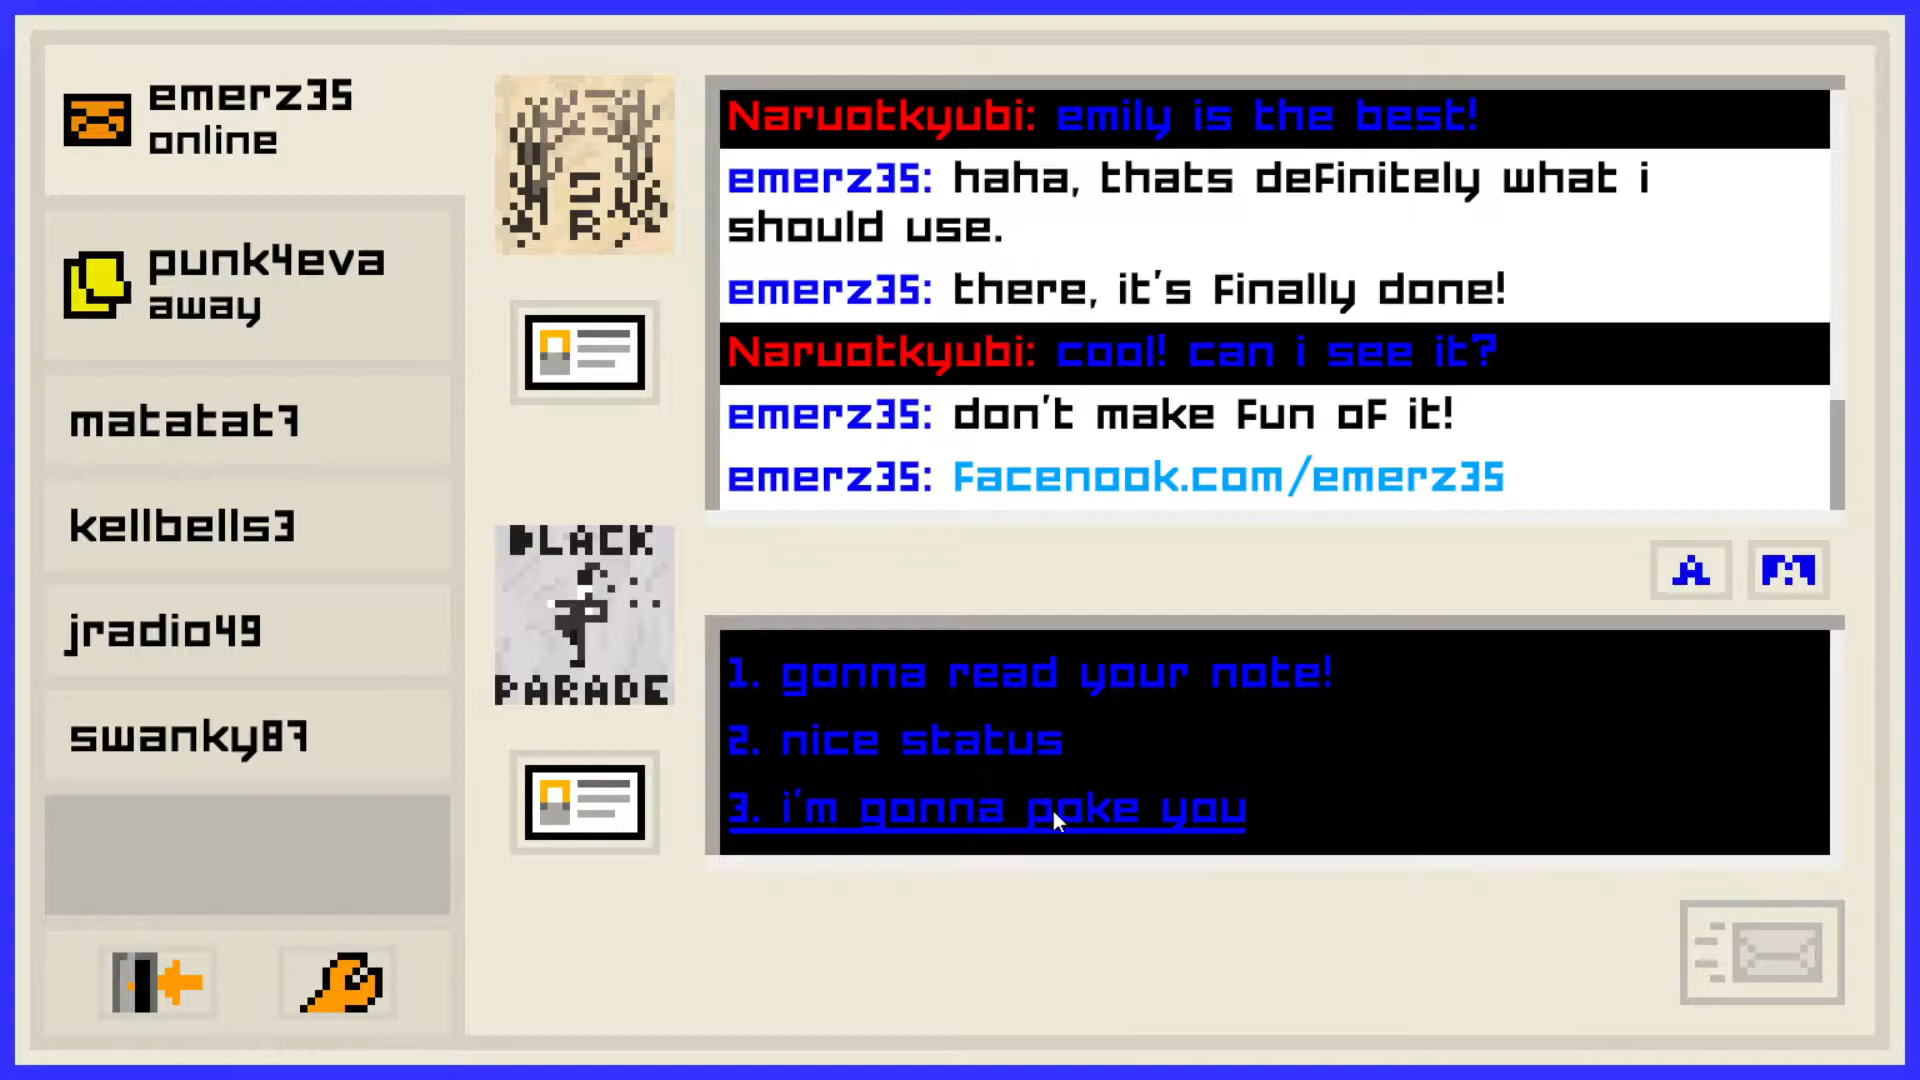 emerz35
online
punk4eva
away
matatat7
kellbells3
jradio49
swanky87
SR
BLACK
PARADE
Naruotkyubi: emily is the best!
emerz35: haha, thats definitely what i
should use.
emerz35: there, it's finally done!
Naruotkyubi: cool! can i see it?
emerz35: don't make fun of it!
emerz35: facenook.com/emerz35
A
1. gonna read your note!
2. nice status
3. i'm gonna poke you